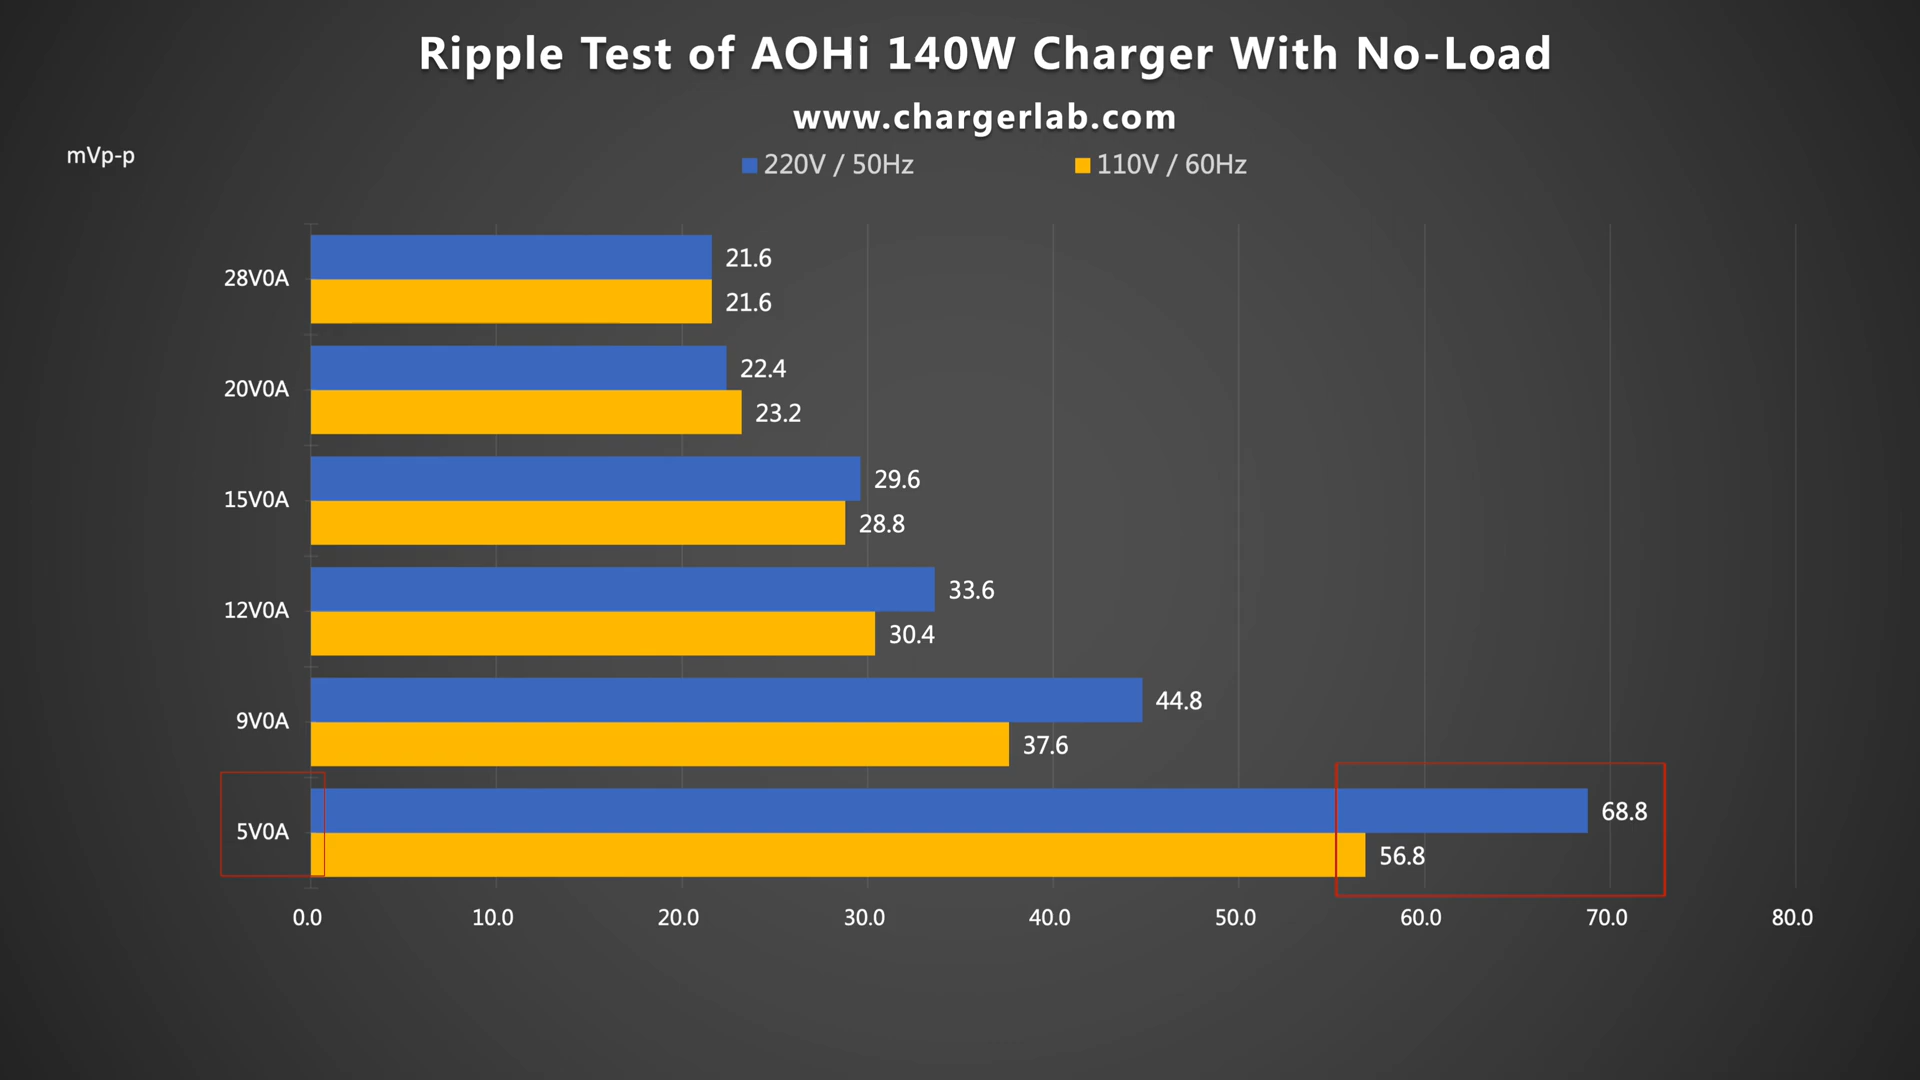 Ripple Test of AOHi 140W Charger With No-Load
www.chargerlab.com
mVp-p
220V / 50Hz
110V / 60Hz
28V0A
21.6
21.6
20V0A
22.4
23.2
15V0A
29.6
28.8
12V0A
33.6
30.4
9V0A
44.8
37.6
5V0A
68.8
56.8
0.0 10.0 20.0 30.0 40.0 50.0 60.0 70.0 80.0